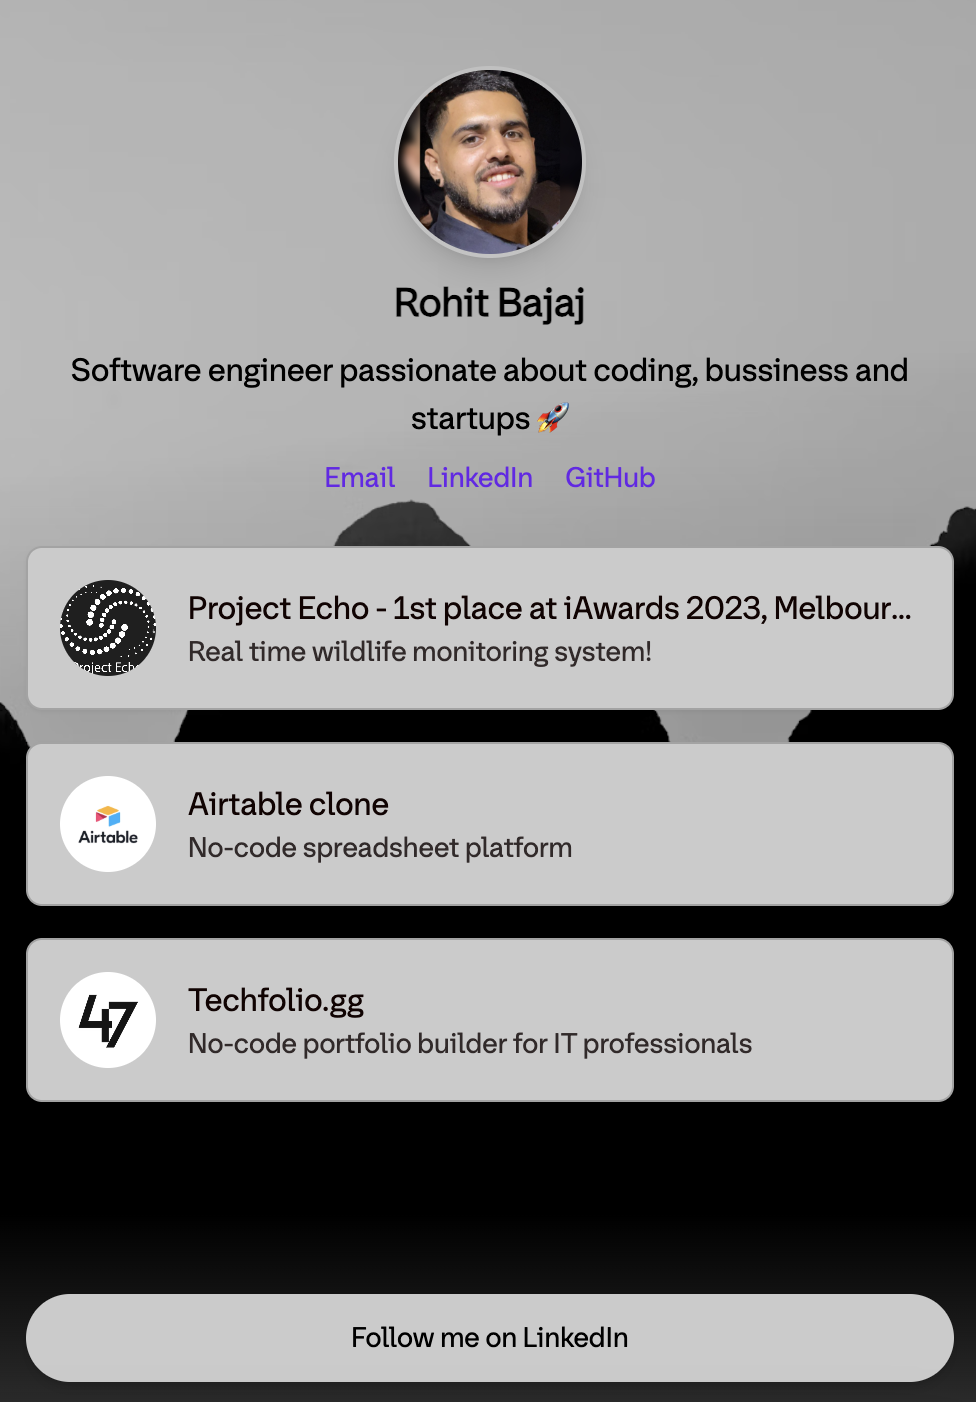 Rohit Bajaj
Software engineer passionate about coding, bussiness and
startups 🚀
Email LinkedIn GitHub
Project Echo - 1st place at iAwards 2023, Melbour...
Real time wildlife monitoring system!
Project Echo
Airtable clone
No-code spreadsheet platform
Airtable
Techfolio.gg
No-code portfolio builder for IT professionals
47
Follow me on LinkedIn